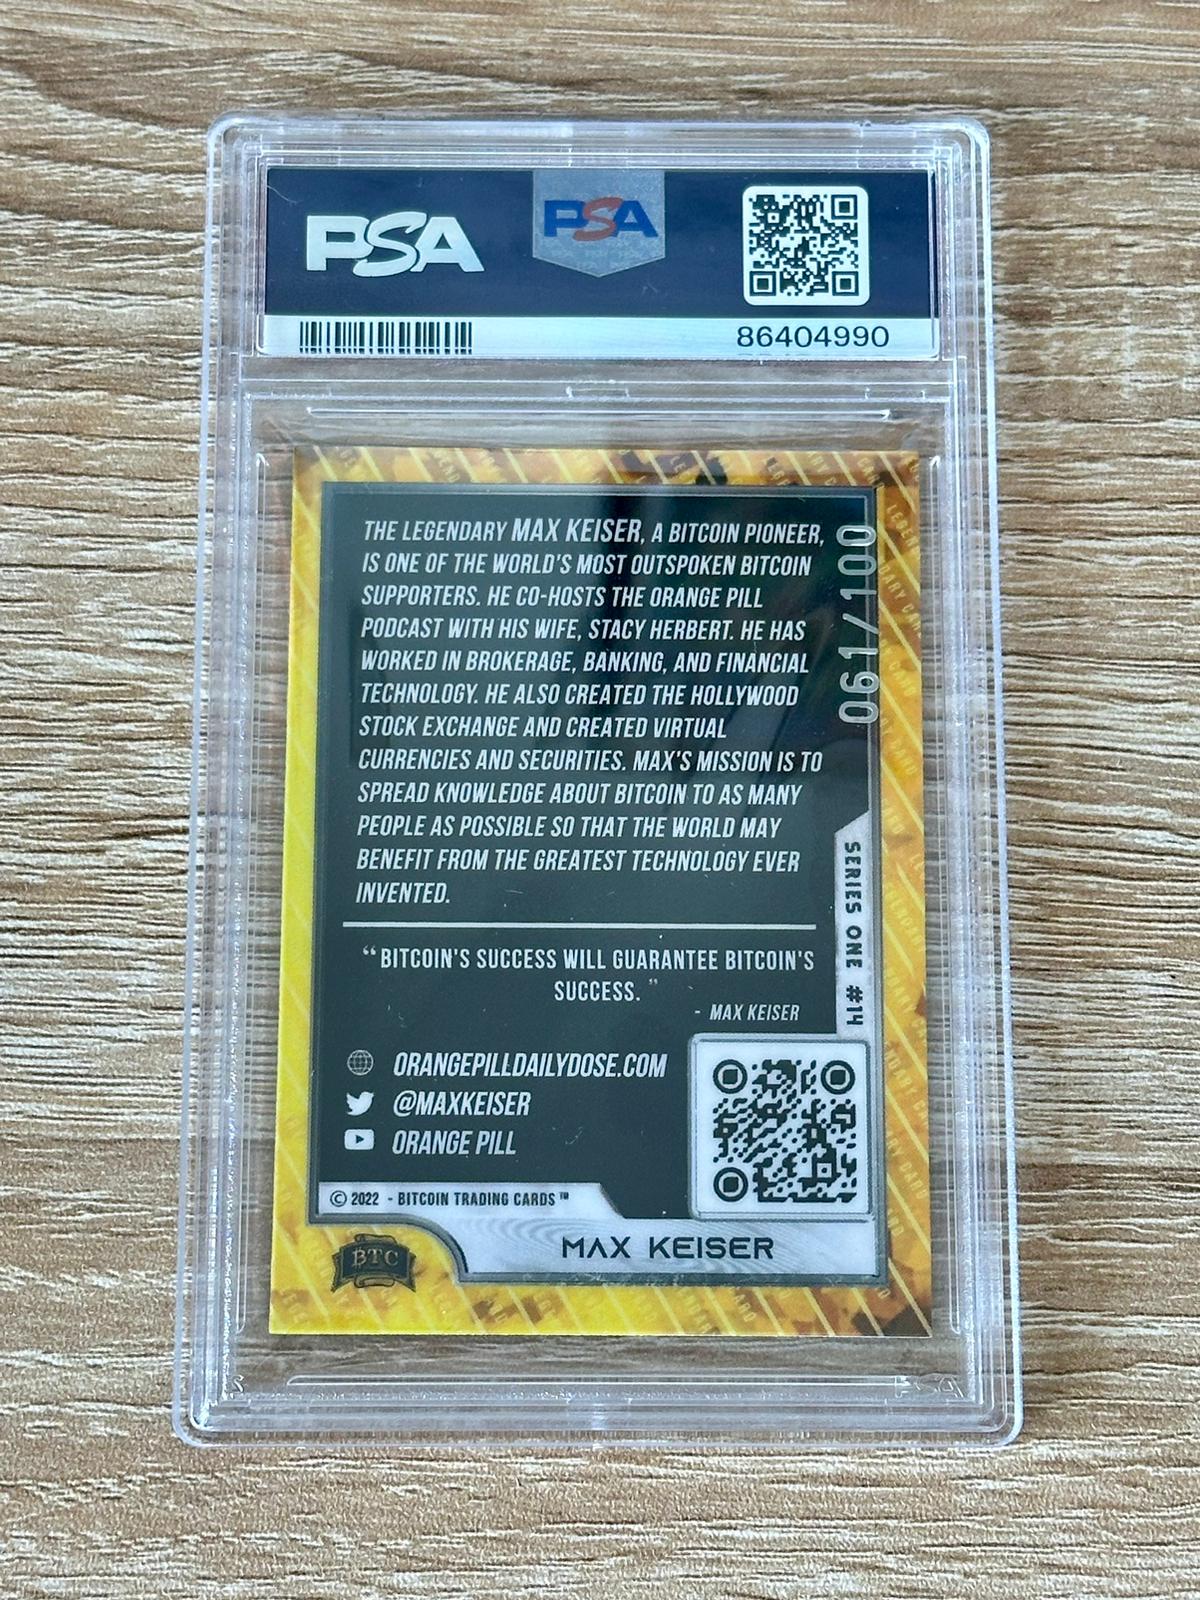 PSA
PSA
86404990
THE LEGENDARY MAX KEISER, A BITCOIN PIONEER,
IS ONE OF THE WORLD'S MOST OUTSPOKEN BITCOIN
SUPPORTERS. HE CO-HOSTS THE ORANGE PILL
PODCAST WITH HIS WIFE, STACY HERBERT. HE HAS
WORKED IN BROKERAGE, BANKING, AND FINANCIAL
TECHNOLOGY. HE ALSO CREATED THE HOLLYWOOD
STOCK EXCHANGE AND CREATED VIRTUAL
CURRENCIES AND SECURITIES. MAX'S MISSION IS TO
SPREAD KNOWLEDGE ABOUT BITCOIN TO AS MANY
PEOPLE AS POSSIBLE SO THAT THE WORLD MAY
BENEFIT FROM THE GREATEST TECHNOLOGY EVER
INVENTED.
061/100
SERIES ONE #14
“BITCOIN'S SUCCESS WILL GUARANTEE BITCOIN'S
SUCCESS.”
- MAX KEISER
ORANGEPILLDAILYDOSE.COM
@MAXKEISER
ORANGE PILL
© 2022 - BITCOIN TRADING CARDS™
BTC
MAX KEISER